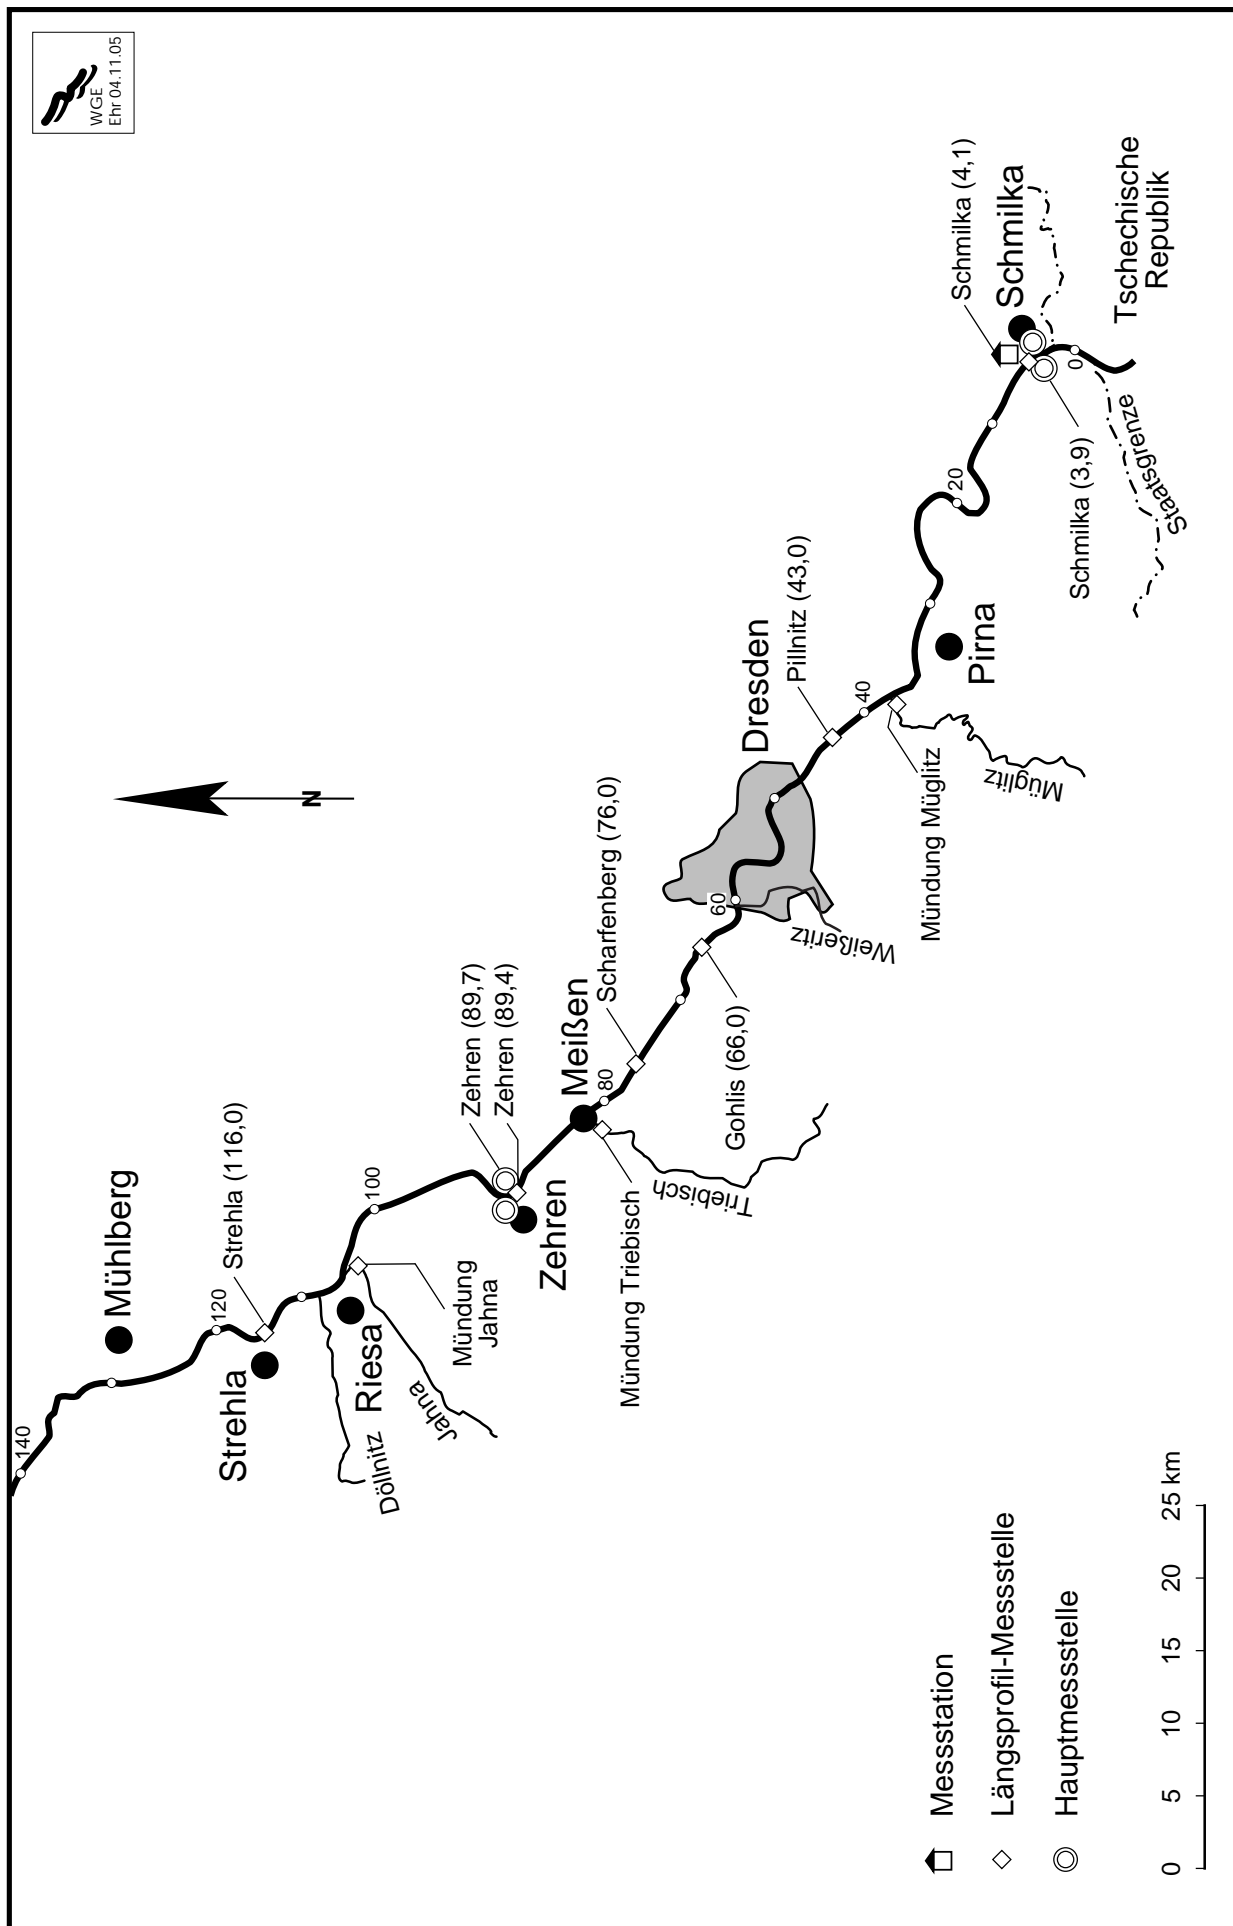 WGE
Ehr 04.11.05
N
140
Mühlberg
120
Strehla (116,0)
Strehla
Döllnitz
Riesa
Jahna
Mündung
Jahna
100
Zehren (89,7)
Zehren (89,4)
Zehren
Meißen
80
Mündung Triebisch
Triebisch
Scharfenberg (76,0)
Gohlis (66,0)
60
Weißeritz
Dresden
Pillnitz (43,0)
40
Mündung Müglitz
Müglitz
Pirna
20
Schmilka (4,1)
Schmilka
Schmilka (3,9)
0
Staatsgrenze
Tschechische
Republik
Messstation
Längsprofil-Messstelle
Hauptmessstelle
0 5 10 15 20 25 km